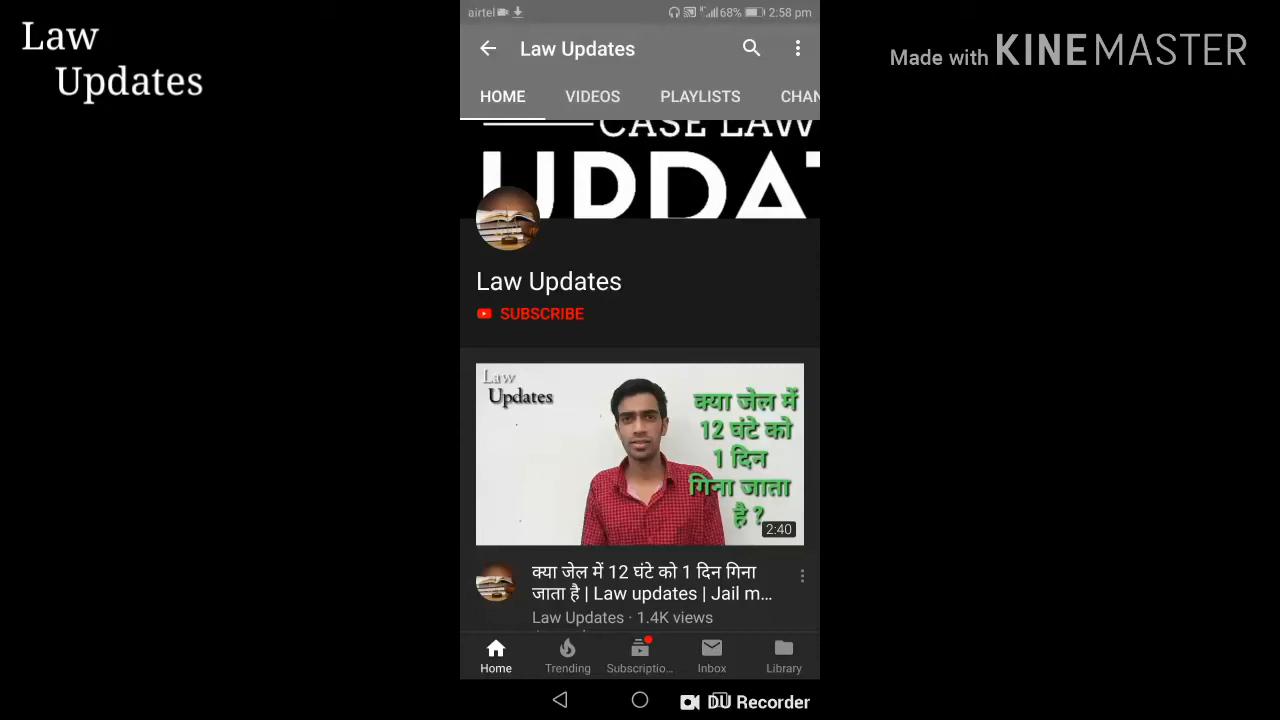 Law
Updates
Made with KINEMASTER
airtel 68% 2:58 pm
Law Updates
HOME VIDEOS PLAYLISTS CHAN
CASE LAW
UPDAT
Law Updates
SUBSCRIBE
Law
Updates
क्या जेल में
12 घंटे को
1 दिन
गिना जाता
है ?
2:40
क्या जेल में 12 घंटे को 1 दिन गिना
जाता है | Law updates | Jail m...
Law Updates · 1.4K views
Home Trending Subscriptio... Inbox Library
DU Recorder